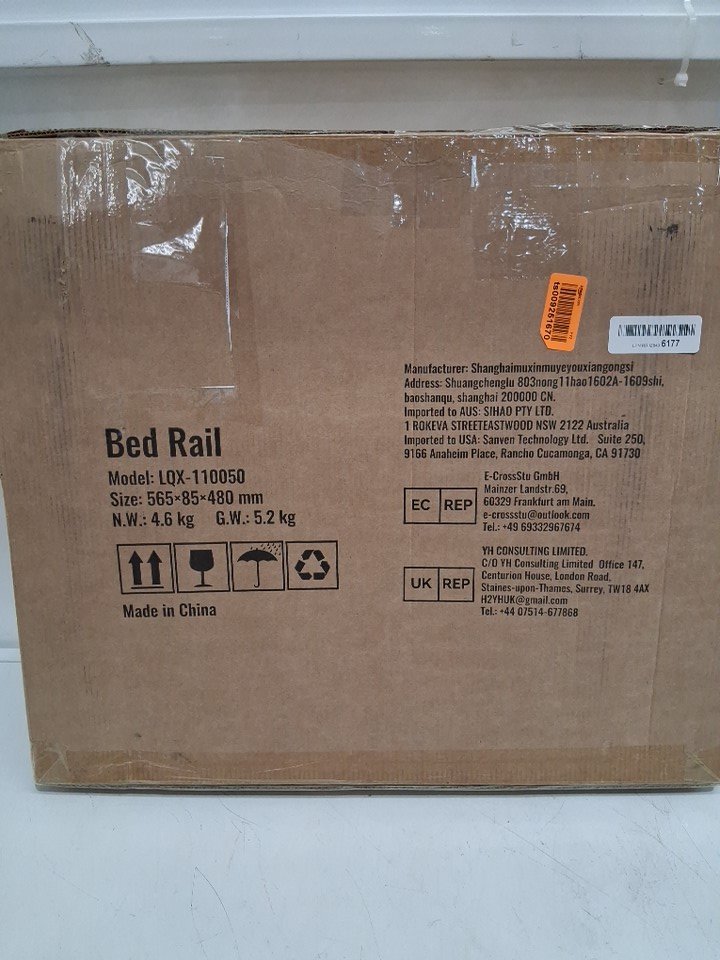 ts009261670
6177
Manufacturer: Shanghaimuxinmuyeyouxiangongsi
Address: Shuangchenglu 803nong11hao1602A-1609shi,
baoshanqu, shanghai 200000 CN.
Imported to AUS: SIHAO PTY LTD.
1 ROKEVA STREETEASTWOOD NSW 2122 Australia
Imported to USA: Sanven Technology Ltd. Suite 250,
9166 Anaheim Place, Rancho Cucamonga, CA 91730
Bed Rail
Model: LQX-110050
Size: 565×85×480 mm
N.W.: 4.6 kg G.W.: 5.2 kg
Made in China
EC REP
E-CrossStu GmbH
Mainzer Landstr.69,
60329 Frankfurt am Main.
e-crossstu@outlook.com
Tel.: +49 69332967674
UK REP
YH CONSULTING LIMITED.
C/O YH Consulting Limited Office 147,
Centurion House, London Road,
Staines-upon-Thames, Surrey, TW18 4AX
H2YHUK@gmail.com
Tel.: +44 07514-677868